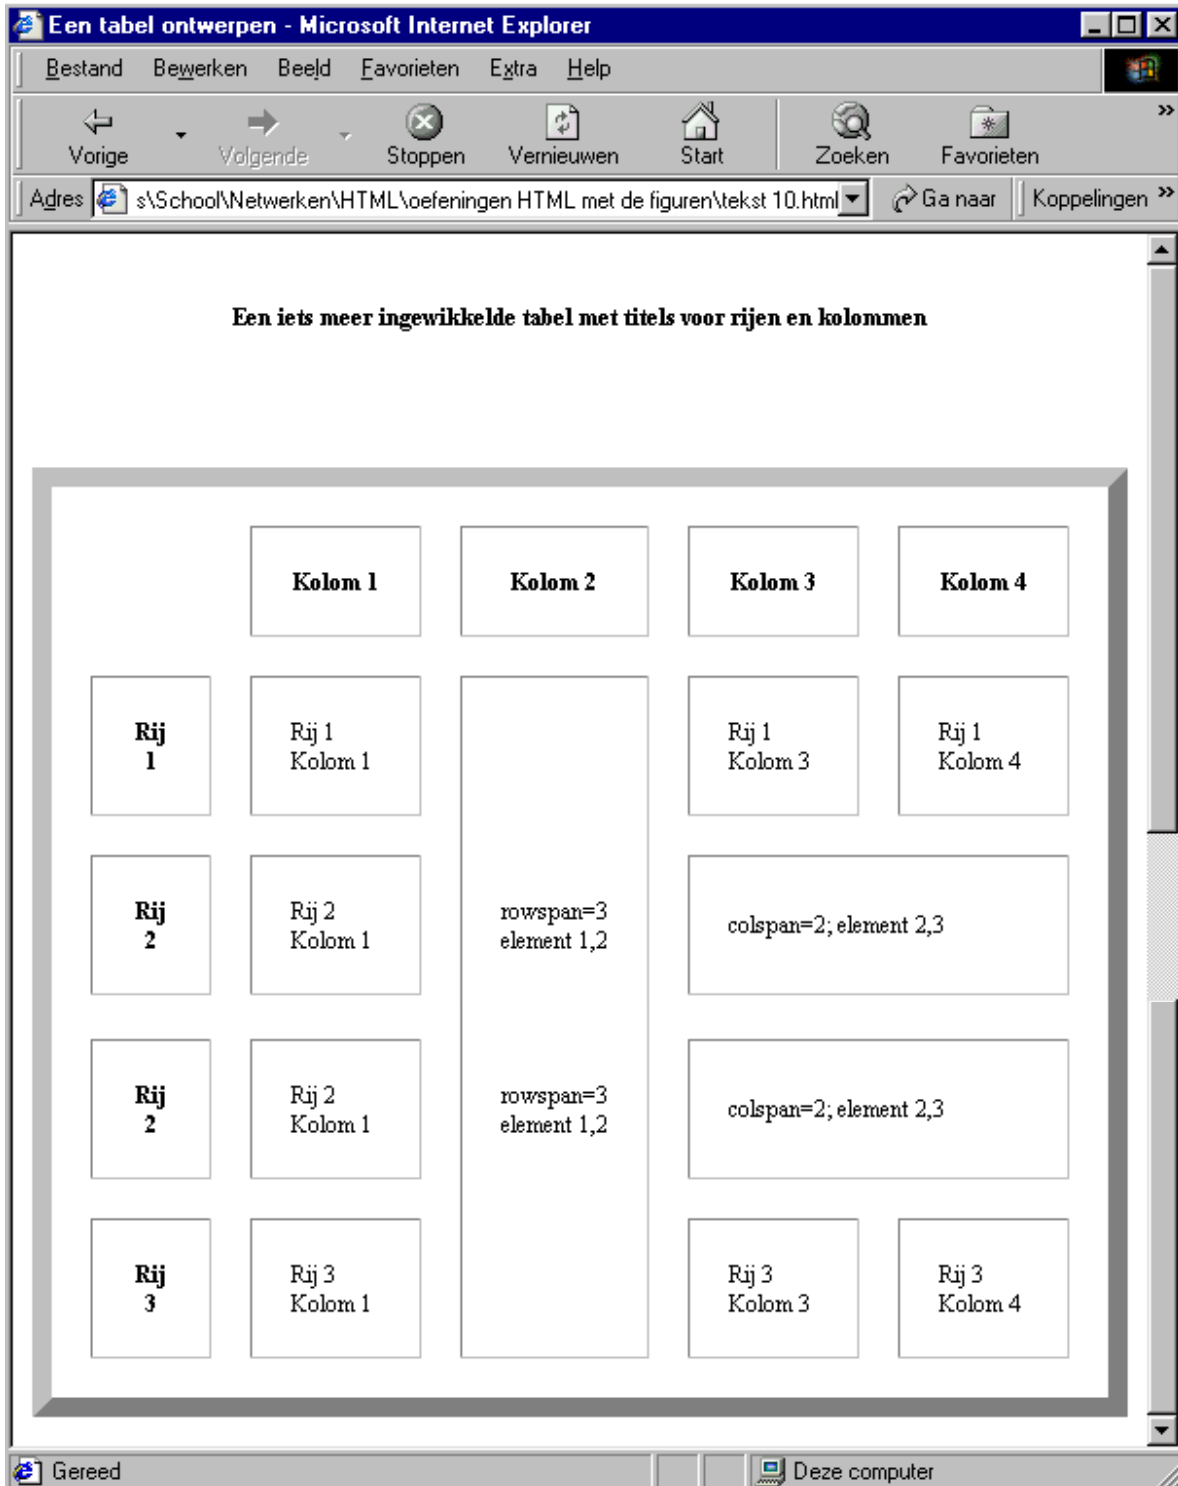 Een tabel ontwerpen - Microsoft Internet Explorer
Bestand Bewerken Beeld Favorieten Extra Help
Vorige Volgende Stoppen Vernieuwen Start Zoeken Favorieten »
Adres s\School\Netwerken\HTML\oefeningen HTML met de figuren\tekst 10.html Ga naar Koppelingen »
Een iets meer ingewikkelde tabel met titels voor rijen en kolommen
Kolom 1 Kolom 2 Kolom 3 Kolom 4
Rij
1
Rij 1
Kolom 1
Rij 1
Kolom 3
Rij 1
Kolom 4
Rij
2
Rij 2
Kolom 1
rowspan=3
element 1,2
colspan=2; element 2,3
Rij
2
Rij 2
Kolom 1
rowspan=3
element 1,2
colspan=2; element 2,3
Rij
3
Rij 3
Kolom 1
Rij 3
Kolom 3
Rij 3
Kolom 4
Gereed Deze computer